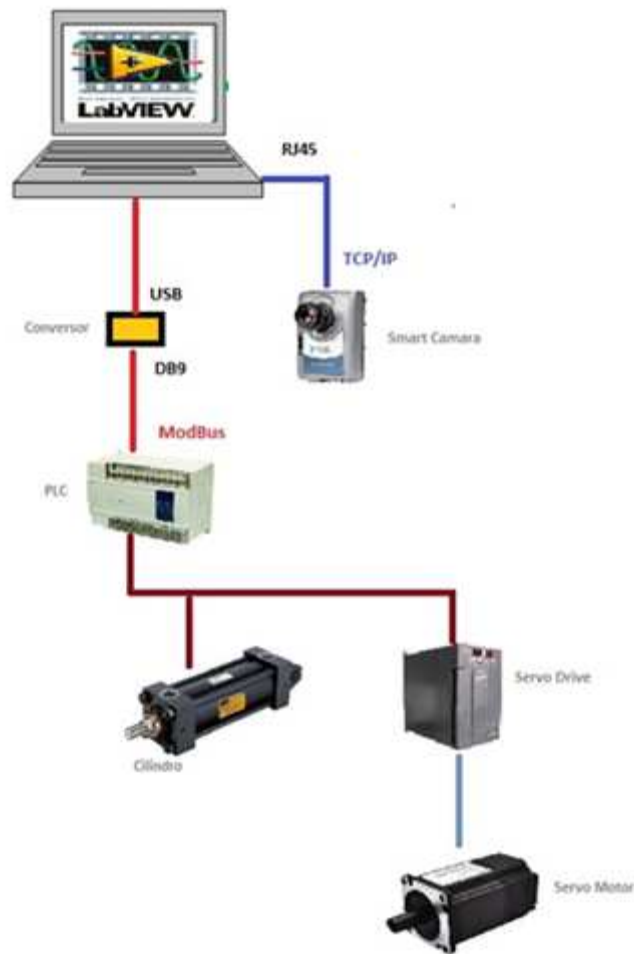 LabVIEW
RJ45
TCP/IP
USB
Conversor
Smart Camara
DB9
ModBus
PLC
Servo Drive
Cilindro
Servo Motor